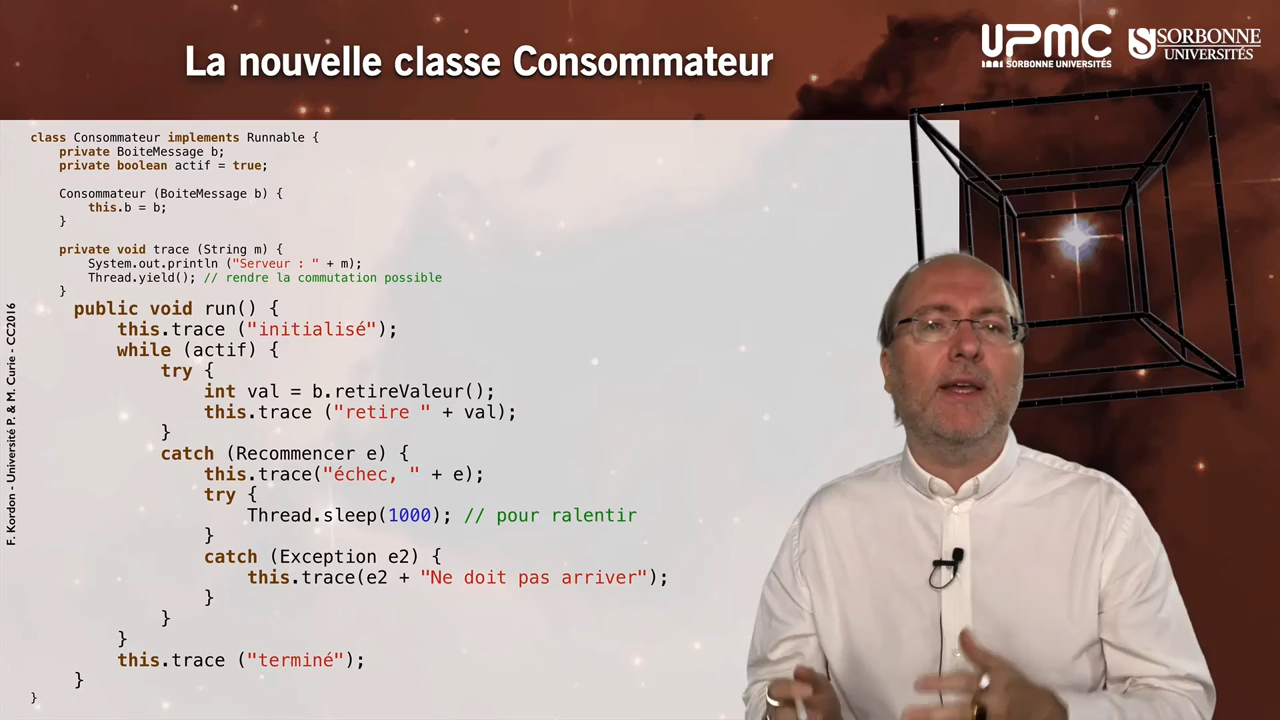 La nouvelle classe Consommateur
UPMC
SORBONNE UNIVERSITÉS
SORBONNE
UNIVERSITÉS
class Consommateur implements Runnable {
private BoiteMessage b;
private boolean actif = true;
Consommateur (BoiteMessage b) {
this.b = b;
}
private void trace (String m) {
System.out.println ("Serveur : " + m);
Thread.yield(); // rendre la commutation possible
}
public void run() {
this.trace ("initialisé");
while (actif) {
try {
int val = b.retireValeur();
this.trace ("retire " + val);
}
catch (Recommencer e) {
this.trace("échec, " + e);
try {
Thread.sleep(1000); // pour ralentir
}
catch (Exception e2) {
this.trace(e2 + "Ne doit pas arriver");
}
}
}
this.trace ("terminé");
}
}
F. Kordon - Université P. & M. Curie - CC2016